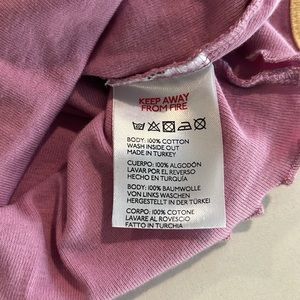 KEEP AWAY
FROM FIRE
BODY: 100% COTTON
WASH INSIDE OUT
MADE IN TURKEY
CUERPO: 100% ALGODÓN
LAVAR POR EL REVERSO
HECHO EN TURQUÍA
BODY: 100% BAUMWOLLE
VON LINKS WASCHEN
HERGESTELLT IN DER TÜRKEI
CORPO: 100% COTONE
LAVARE AL ROVESCIO
FATTO IN TURCHIA